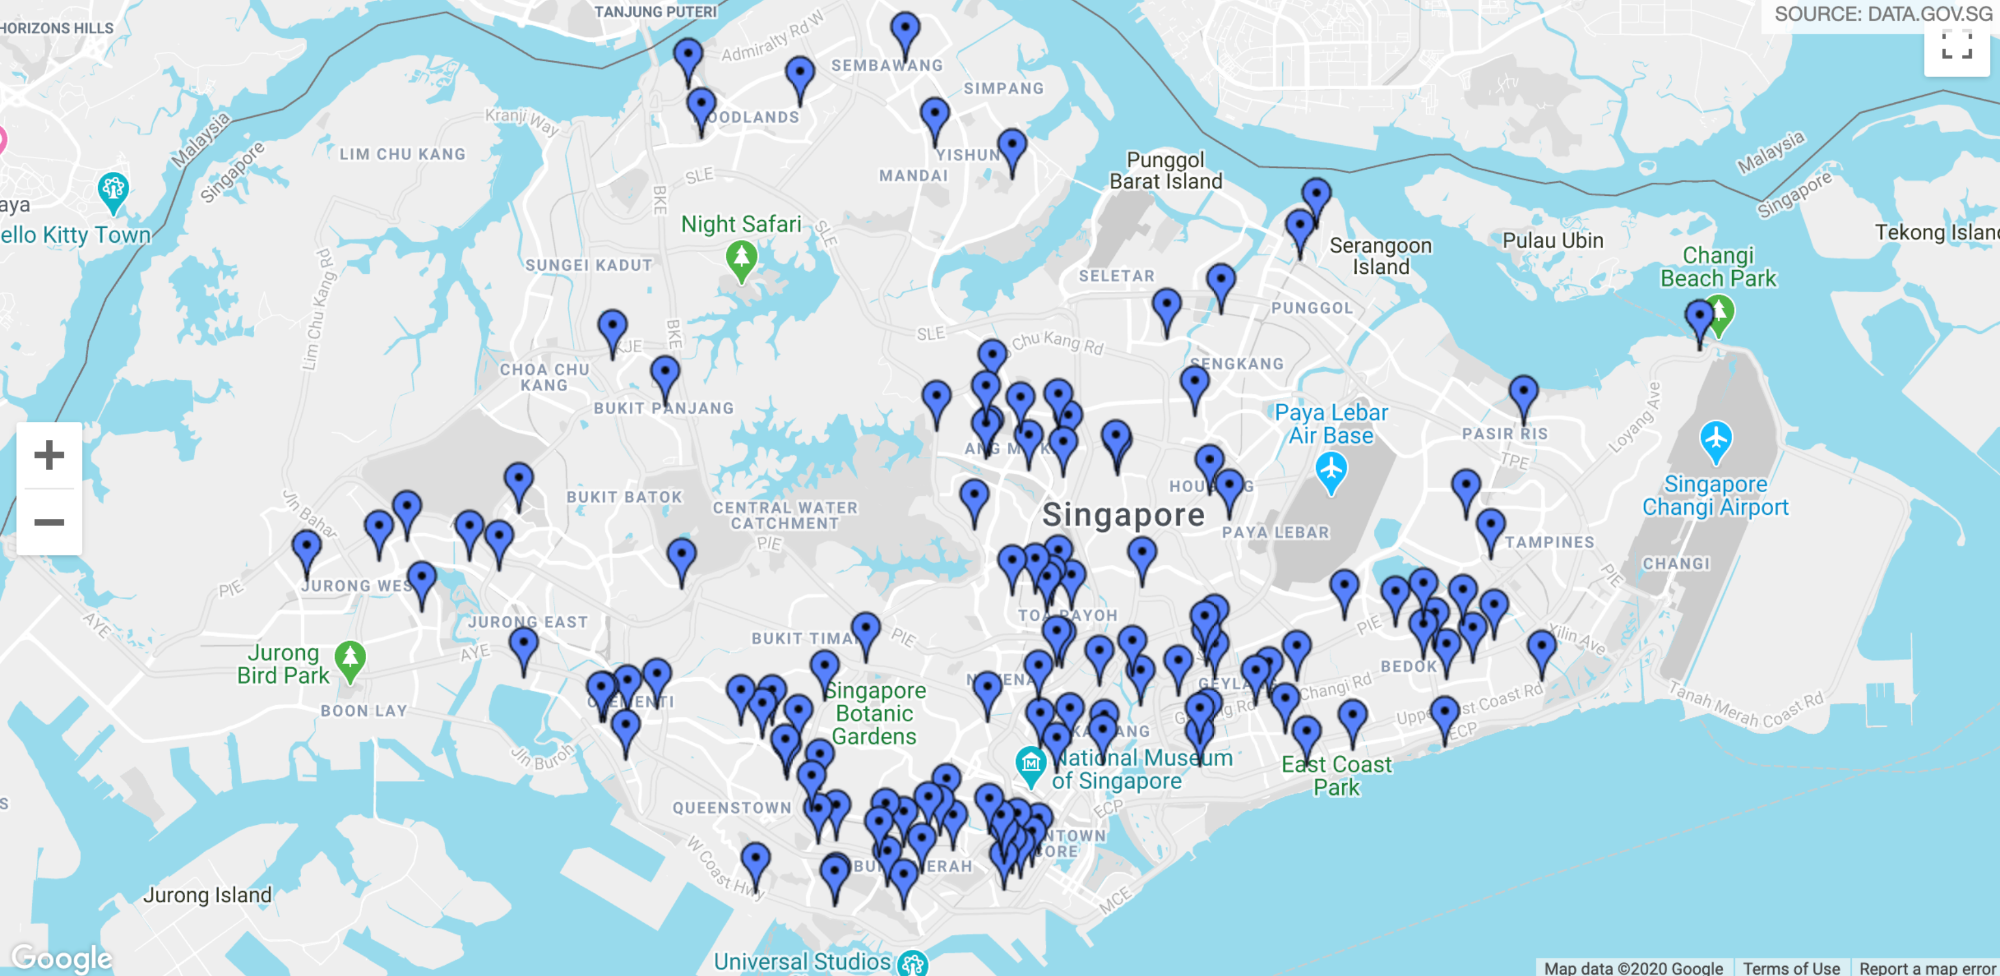 TANJUNG PUTERI
SOURCE: DATA.GOV.SG
HORIZONS HILLS
Admiralty Rd W
SEMBAWANG
SIMPANG
Kranji Way
WOODLANDS
Malaysia
Singapore
LIM CHU KANG
YISHUN
MANDAI
SLE
BKE
Punggol
Barat Island
Malaysia
Singapore
aya
ello Kitty Town
Night Safari
SLE
Serangoon
Island
Pulau Ubin
Tekong Island
Changi
Beach Park
SUNGEI KADUT
SELETAR
PUNGGOL
Lim Chu Kang Rd
BKE
KJE
SLE
Chu Kang Rd
CHOA CHU
KANG
SENGKANG
BUKIT PANJANG
Paya Lebar
Air Base
PASIR RIS
Loyang Ave
TPE
ANG M
K
Jln Bahar
BUKIT BATOK
CENTRAL WATER
CATCHMENT
PIE
HOUGANG
Singapore
Singapore
Changi Airport
PAYA LEBAR
TAMPINES
CHANGI
PIE
PIE
JURONG WES
AYE
JURONG EAST
TOA PAYOH
BUKIT TIMAH
PIE
PIE
Xilin Ave
AYE
Jurong
Bird Park
BEDOK
NOVENA
GEYLANG
Changi Rd
CLEMENTI
Singapore
Botanic
Gardens
BOON LAY
Upper East Coast Rd
Tanah Merah Coast Rd
ECP
Jln Buroh
KALLANG
National Museum
of Singapore
East Coast
Park
QUEENSTOWN
ECP
NTOWN
CORE
W Coast Hwy
BUKIT MERAH
Jurong Island
MCE
S
Google
Universal Studios
Map data ©2020 Google
Terms of Use
Report a map error